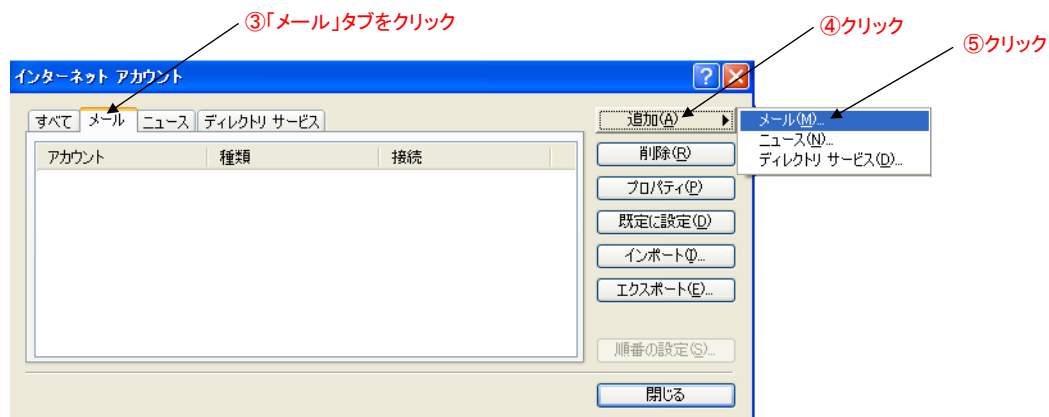 ③「メール」タブをクリック
④クリック
⑤クリック
インターネット アカウント
すべて メール ニュース ディレクトリ サービス
追加(A)
メール(M)...
ニュース(N)...
ディレクトリ サービス(D)...
アカウント 種類 接続
削除(R)
プロパティ(P)
既定に設定(D)
インポート(I)...
エクスポート(E)...
順番の設定(S)...
閉じる